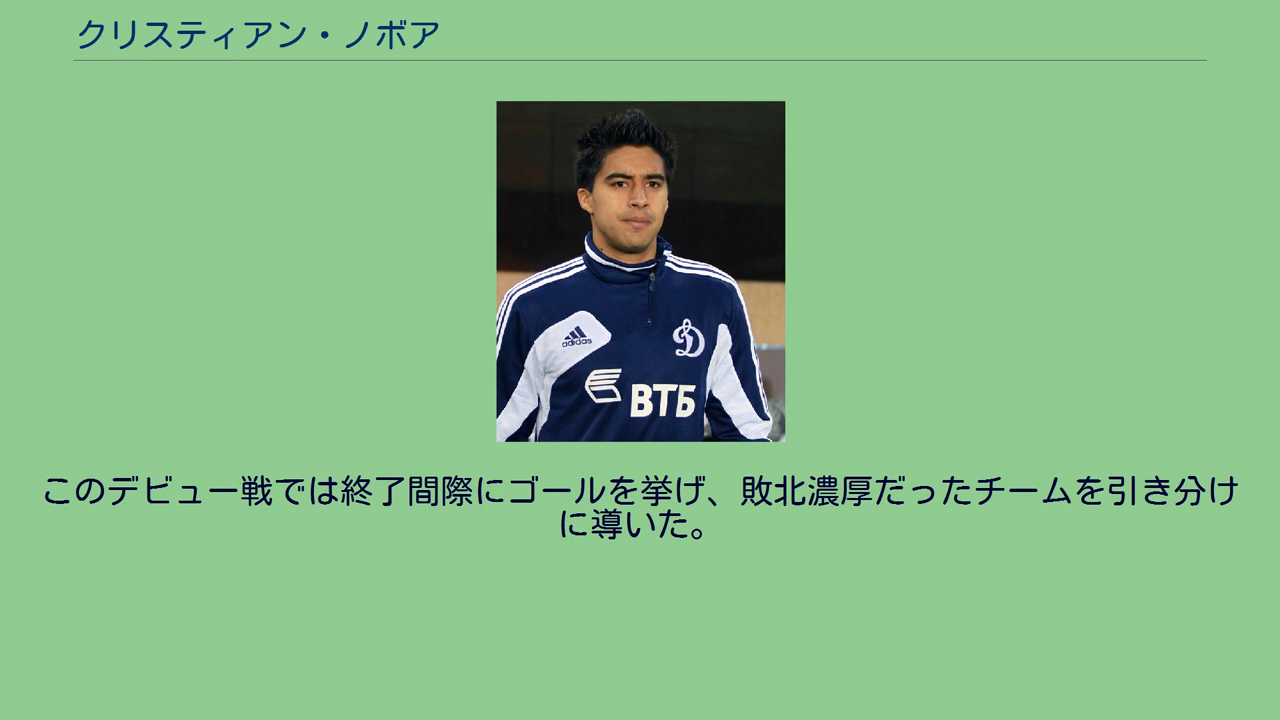 クリスティアン・ノボア
adidas
ВТБ
このデビュー戦では終了間際にゴールを挙げ、敗北濃厚だったチームを引き分け
に導いた。